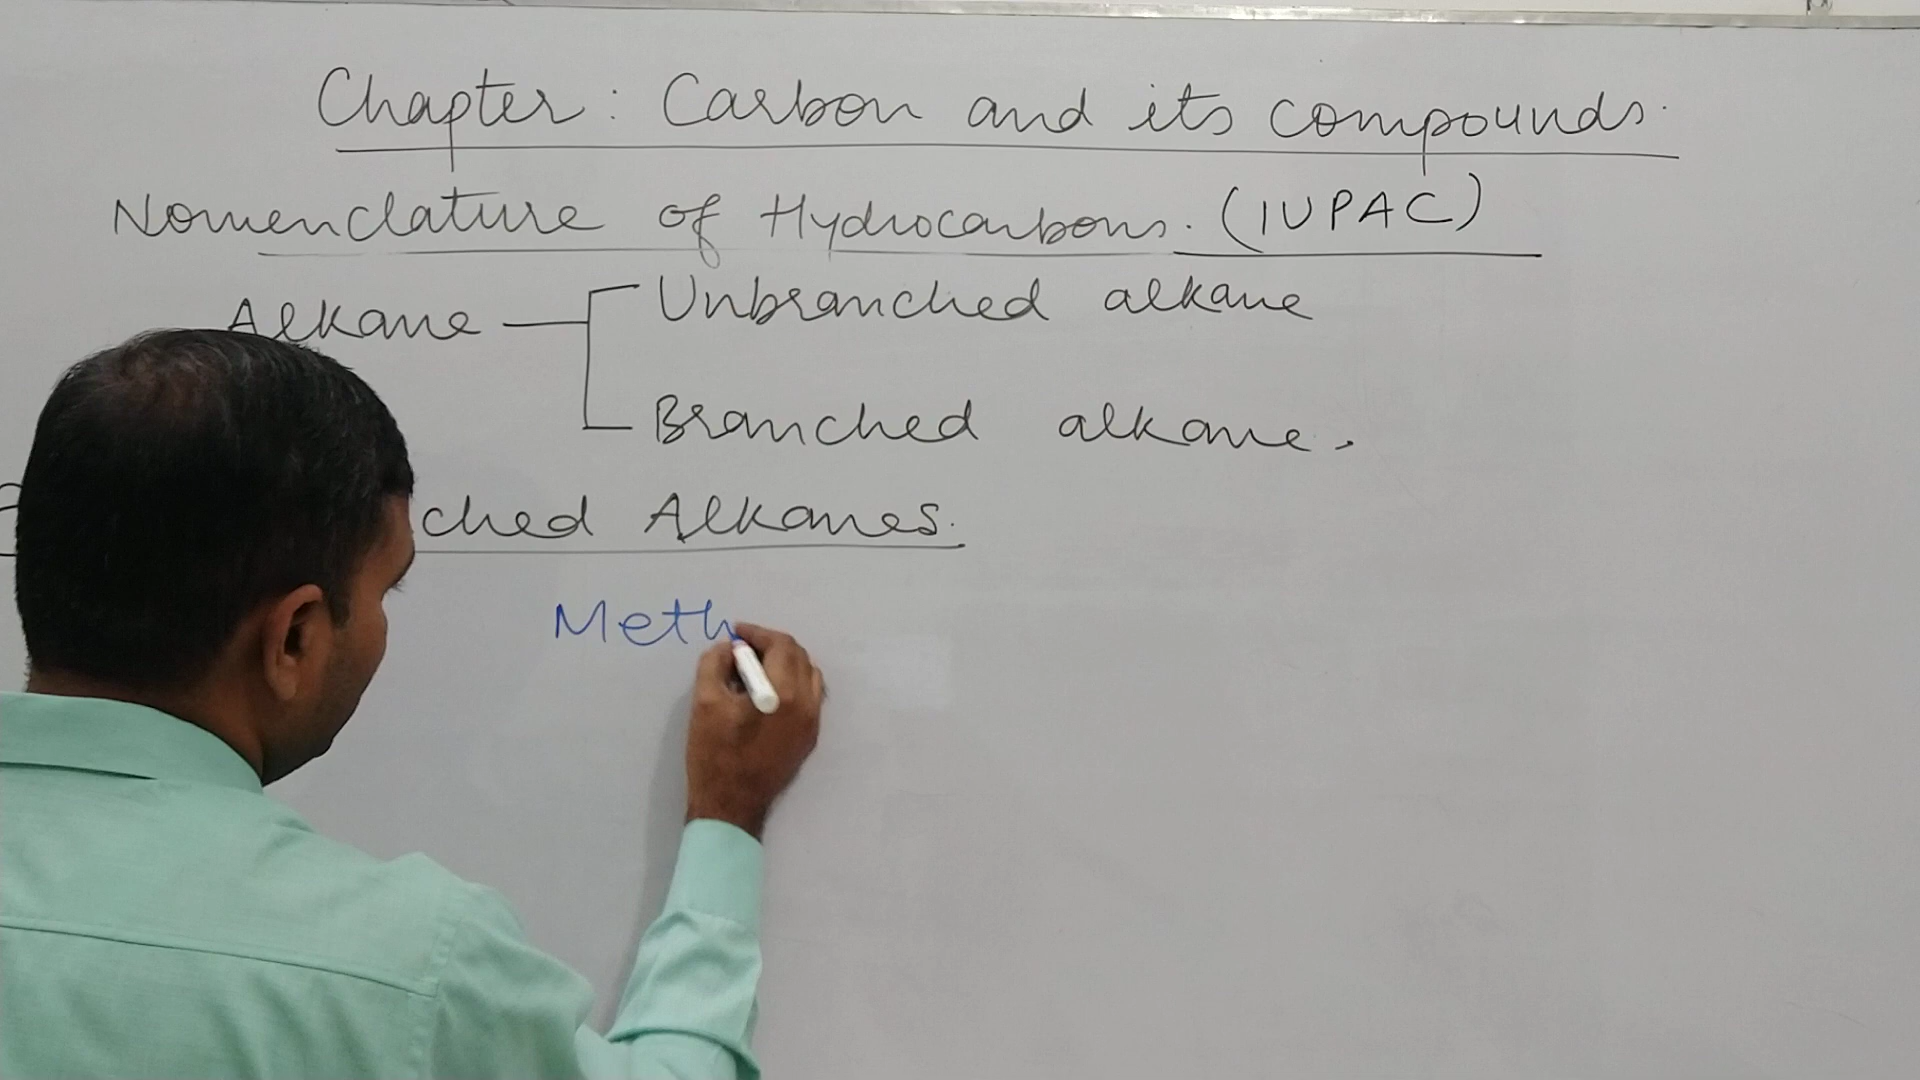 Chapter: Carbon and its compounds.
Nomenclature of Hydrocarbons. (IUPAC)
Alkane
Unbranched alkane
Branched alkane.
ched Alkanes.
Meth